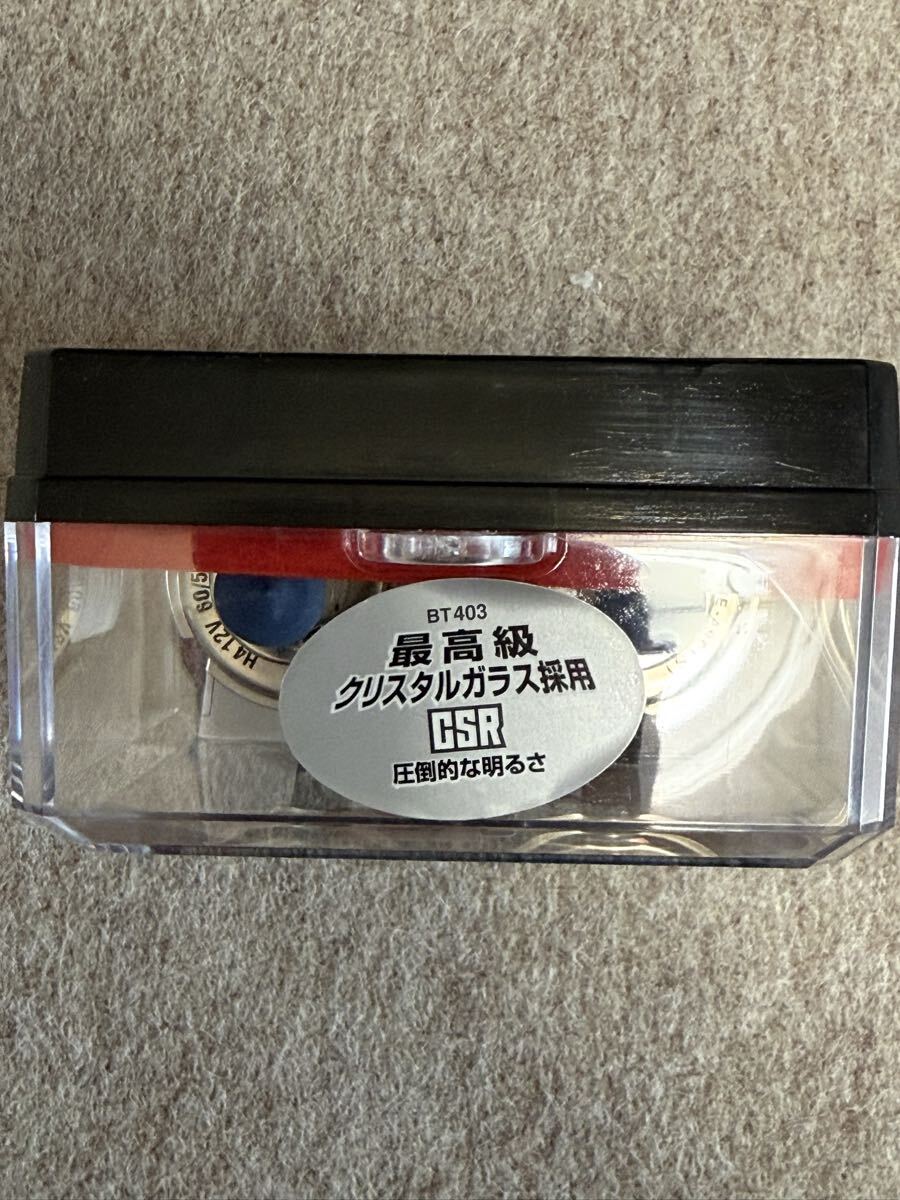 H4 12V 60/5
BT403
最高級
クリスタルガラス採用
CSR
圧倒的な明るさ